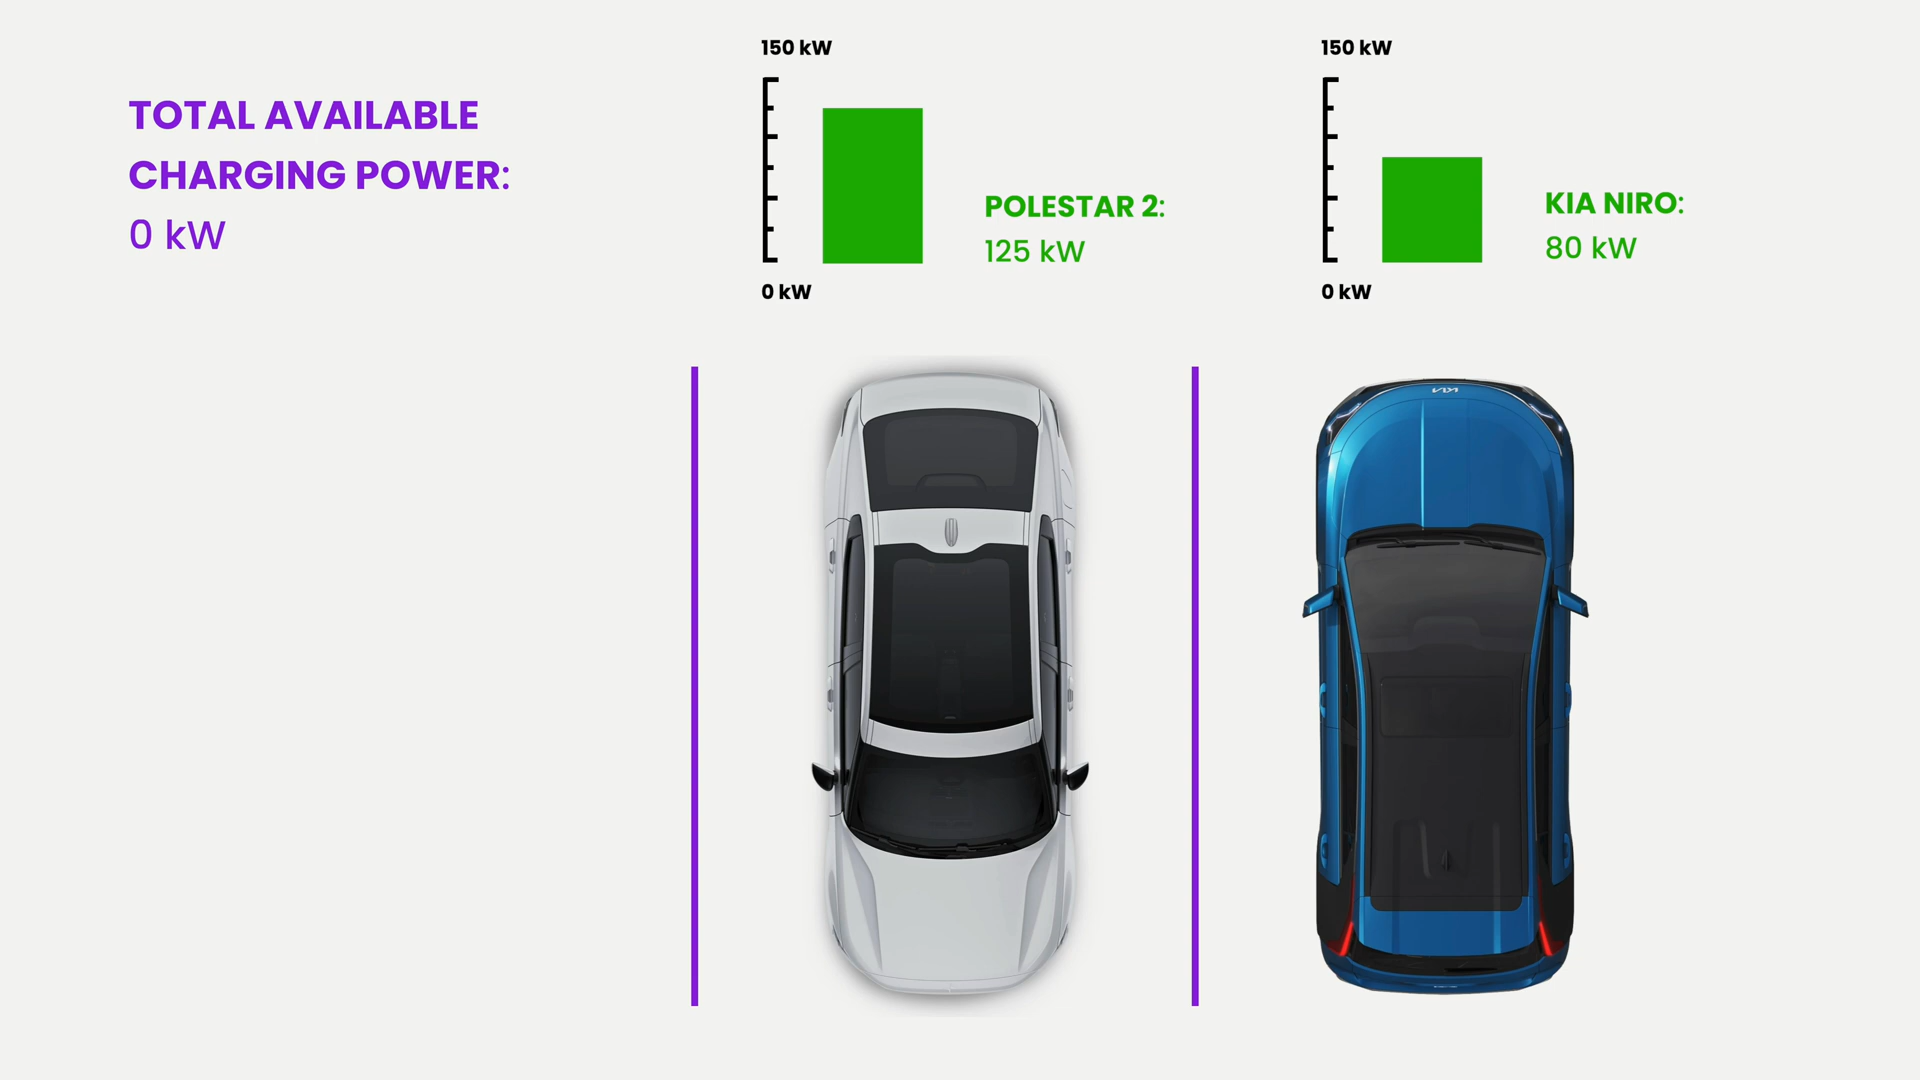 TOTAL AVAILABLE
CHARGING POWER:
0 kW
150 kW
0 kW
POLESTAR 2:
125 kW
150 kW
0 kW
KIA NIRO:
80 kW
KIA